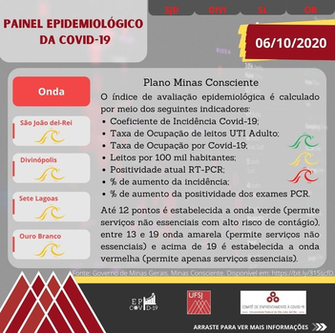 SJR DIVI SL OB
PAINEL EPIDEMIOLÓGICO
DA COVID-19
06/10/2020
Onda
São João del-Rei
Divinópolis
Sete Lagoas
Ouro Branco
Plano Minas Consciente
O índice de avaliação epidemiológica é calculado
por meio dos seguintes indicadores:
• Coeficiente de Incidência Covid-19;
• Taxa de Ocupação de leitos UTI Adulto;
• Taxa de Ocupação por Covid-19;
• Leitos por 100 mil habitantes;
• Positividade atual RT-PCR;
• % de aumento da incidência;
• % de aumento da positividade dos exames PCR.
Até 12 pontos é estabelecida a onda verde (permite
serviços não essenciais com alto risco de contágio),
entre 13 e 19 onda amarela (permite serviços não
essenciais) e acima de 19 é estabelecida a onda
vermelha (permite apenas serviços essenciais).
Fonte: Governo de Minas Gerais. Minas Consciente. Disponível em:
EPI
COVID-19
UFSJ
COMITÊ DE ENFRENTAMENTO À COVID-19
ARRASTE PARA VER MAIS INFORMAÇÕES